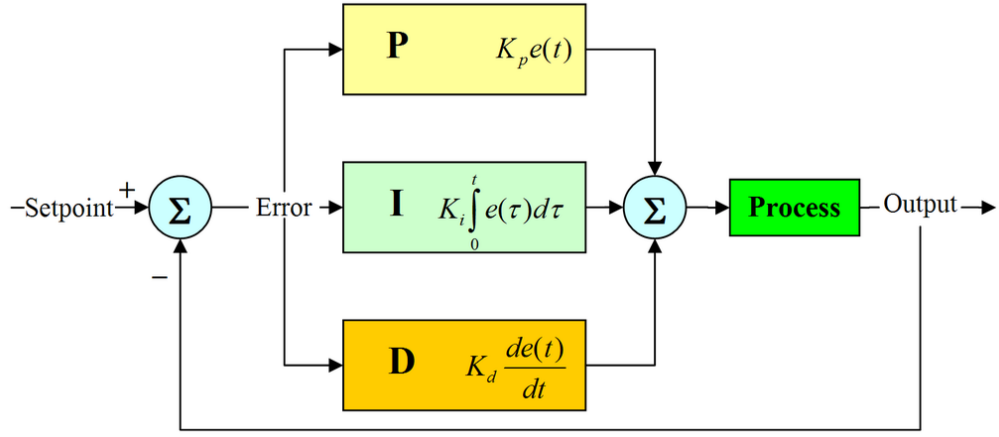 P K_p e(t)
+
–Setpoint
Σ
Error
I K_i ∫_0^t e(τ)dτ
Σ
Process
Output
–
D K_d de(t)/dt